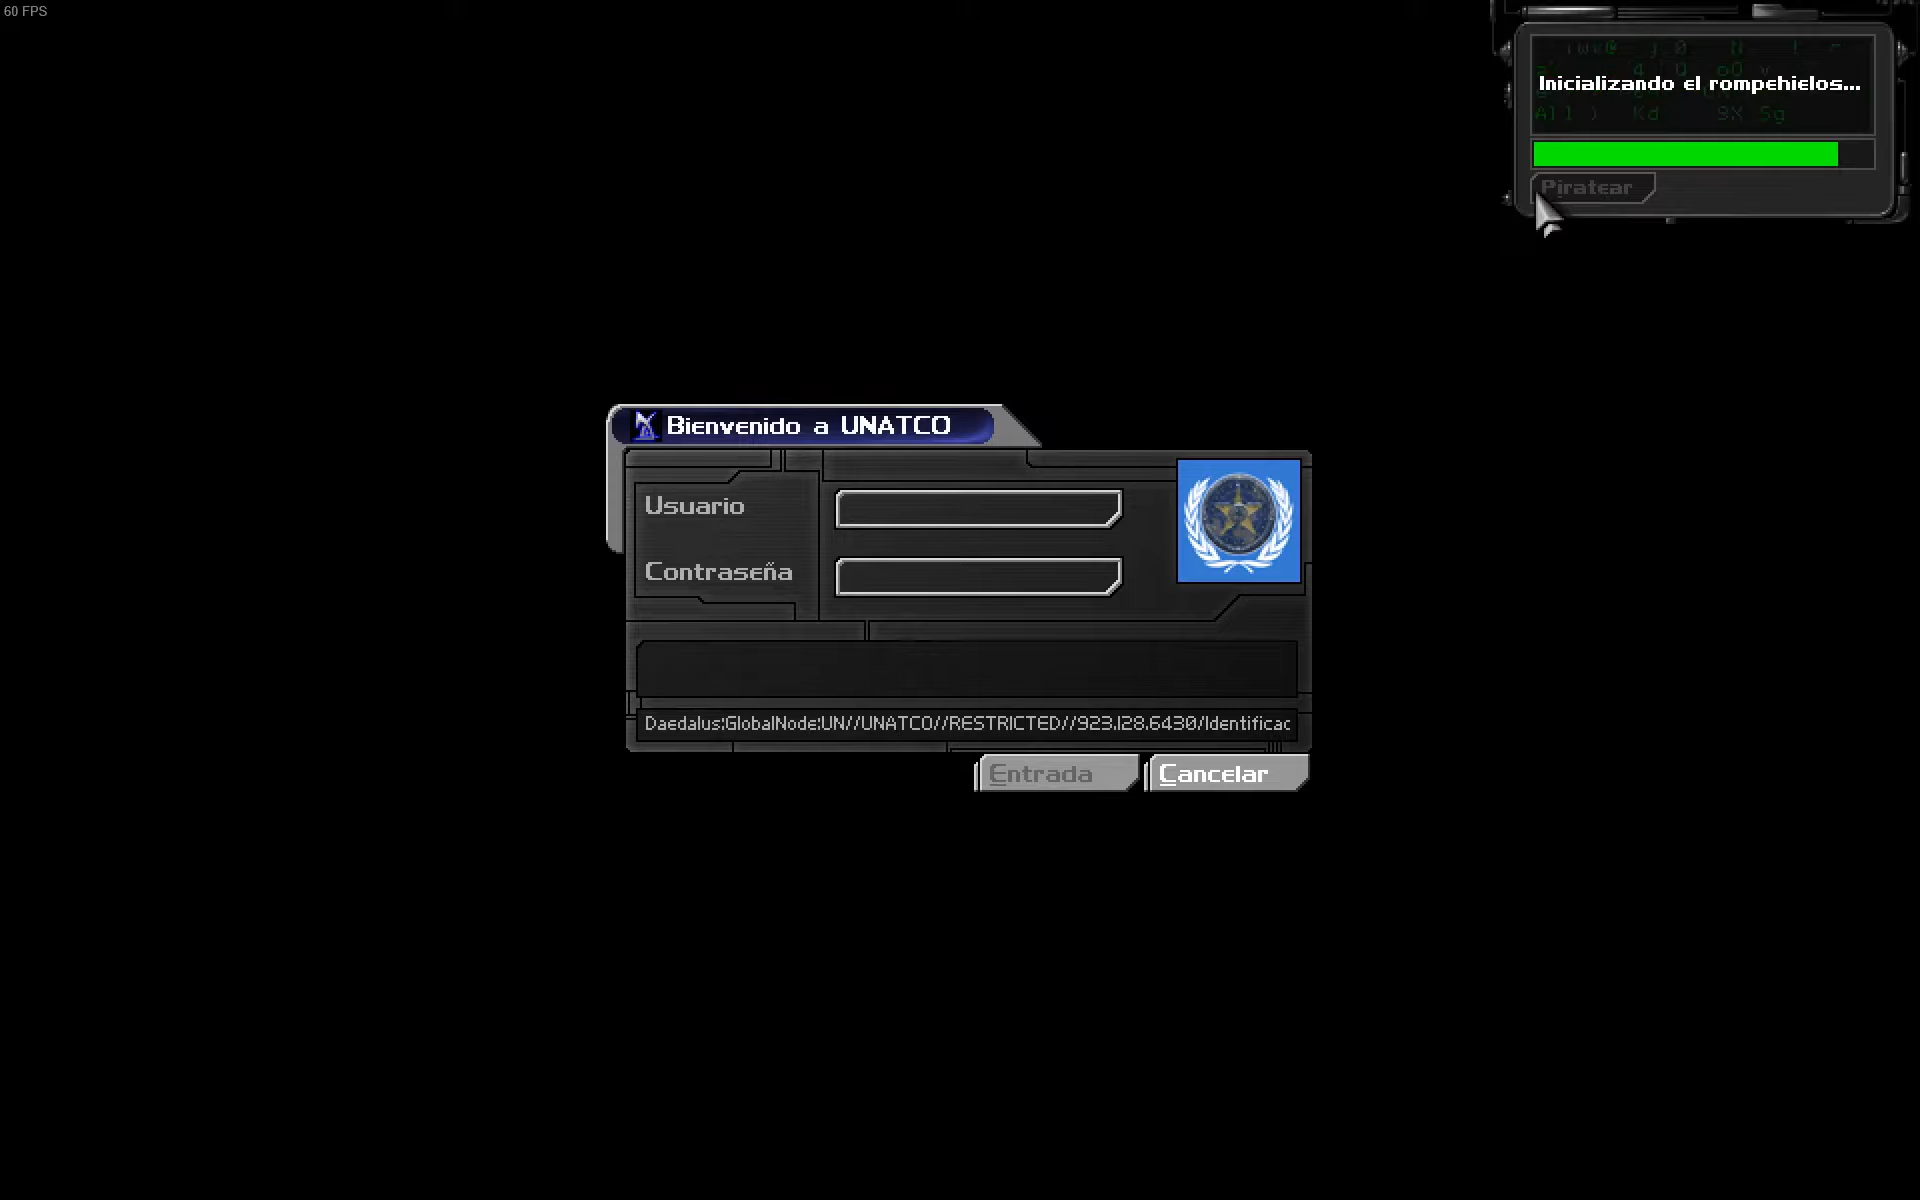 60 FPS
Inicializando el rompehielos...
Piratear
Bienvenido a UNATCO
Usuario
Contraseña
Daedalus:GlobalNode:UN//UNATCO//RESTRICTED//923.128.6430/Identificac
Entrada
Cancelar